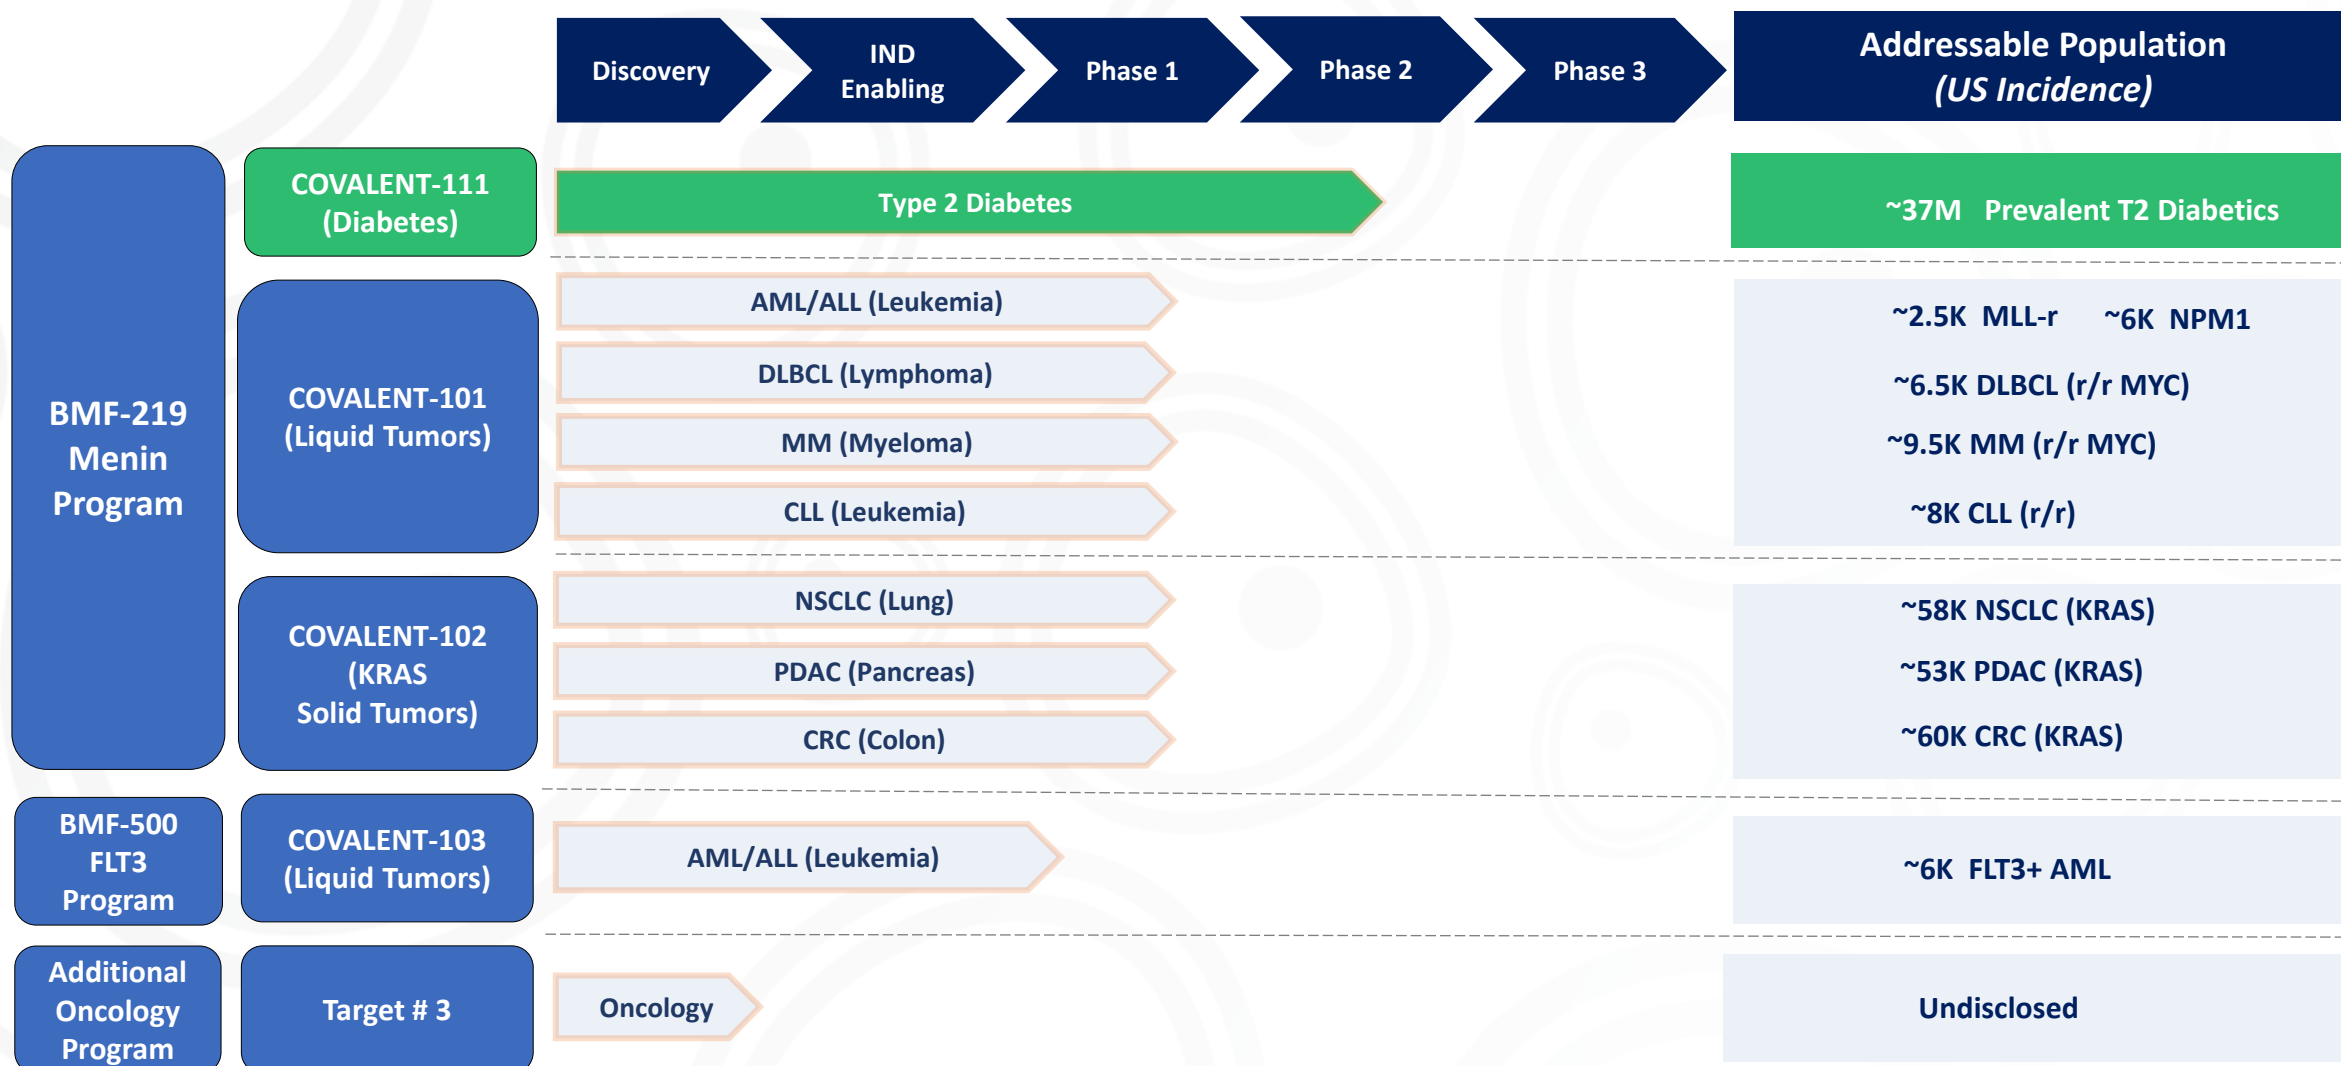 Discovery
IND
Enabling
Phase 1
Phase 2
Phase 3
Addressable Population
(US Incidence)
BMF-219
Menin
Program
COVALENT-111
(Diabetes)
Type 2 Diabetes
~37M Prevalent T2 Diabetics
COVALENT-101
(Liquid Tumors)
AML/ALL (Leukemia)
~2.5K MLL-r ~6K NPM1
DLBCL (Lymphoma)
~6.5K DLBCL (r/r MYC)
MM (Myeloma)
~9.5K MM (r/r MYC)
CLL (Leukemia)
~8K CLL (r/r)
COVALENT-102
(KRAS
Solid Tumors)
NSCLC (Lung)
~58K NSCLC (KRAS)
PDAC (Pancreas)
~53K PDAC (KRAS)
CRC (Colon)
~60K CRC (KRAS)
BMF-500
FLT3
Program
COVALENT-103
(Liquid Tumors)
AML/ALL (Leukemia)
~6K FLT3+ AML
Additional
Oncology
Program
Target # 3
Oncology
Undisclosed